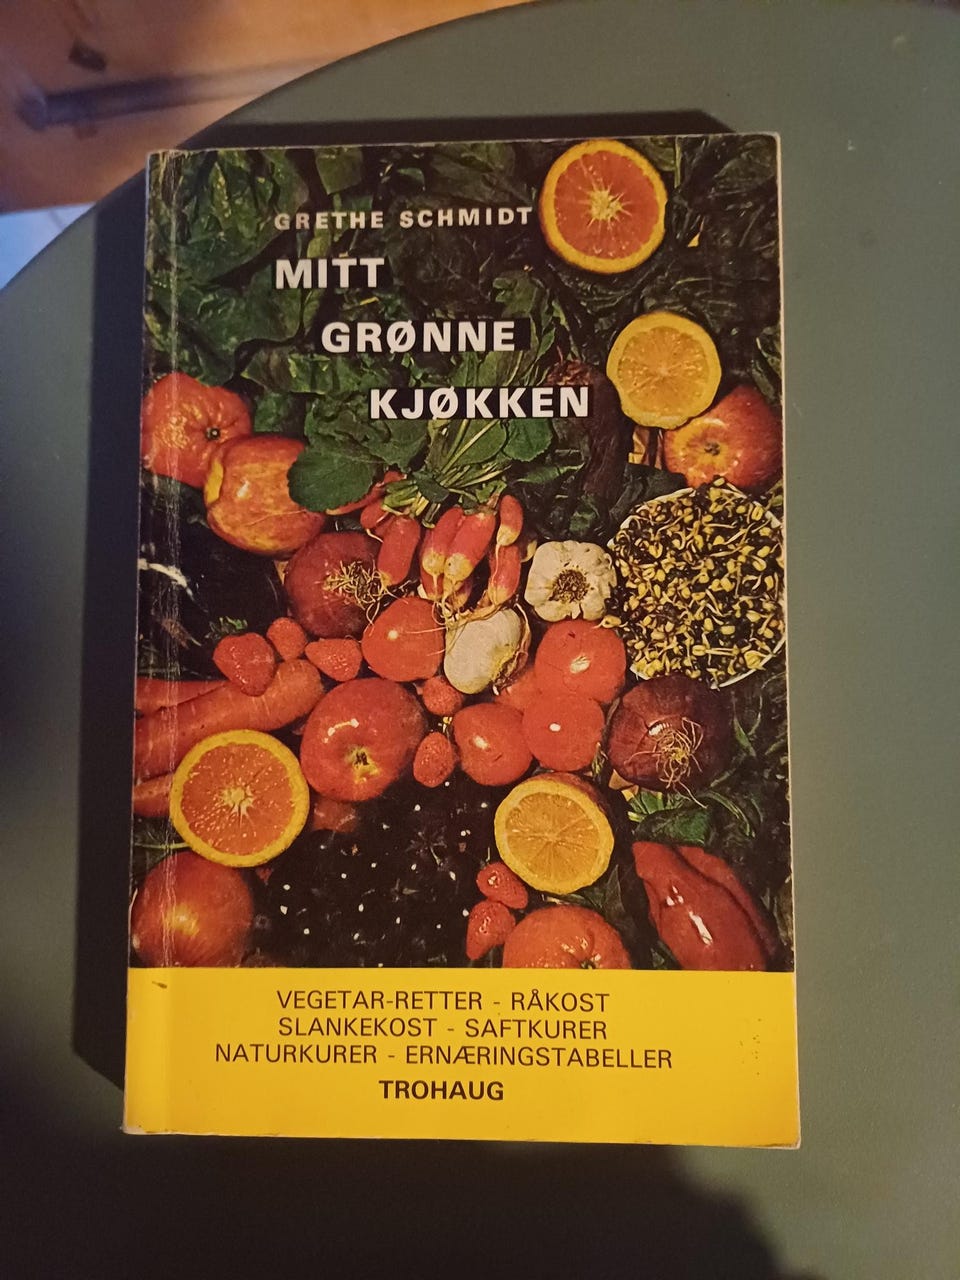 GRETHE SCHMIDT
MITT
GRØNNE
KJØKKEN
VEGETAR-RETTER - RÅKOST
SLANKEKOST - SAFTKURER
NATURKURER - ERNÆRINGSTABELLER
TROHAUG